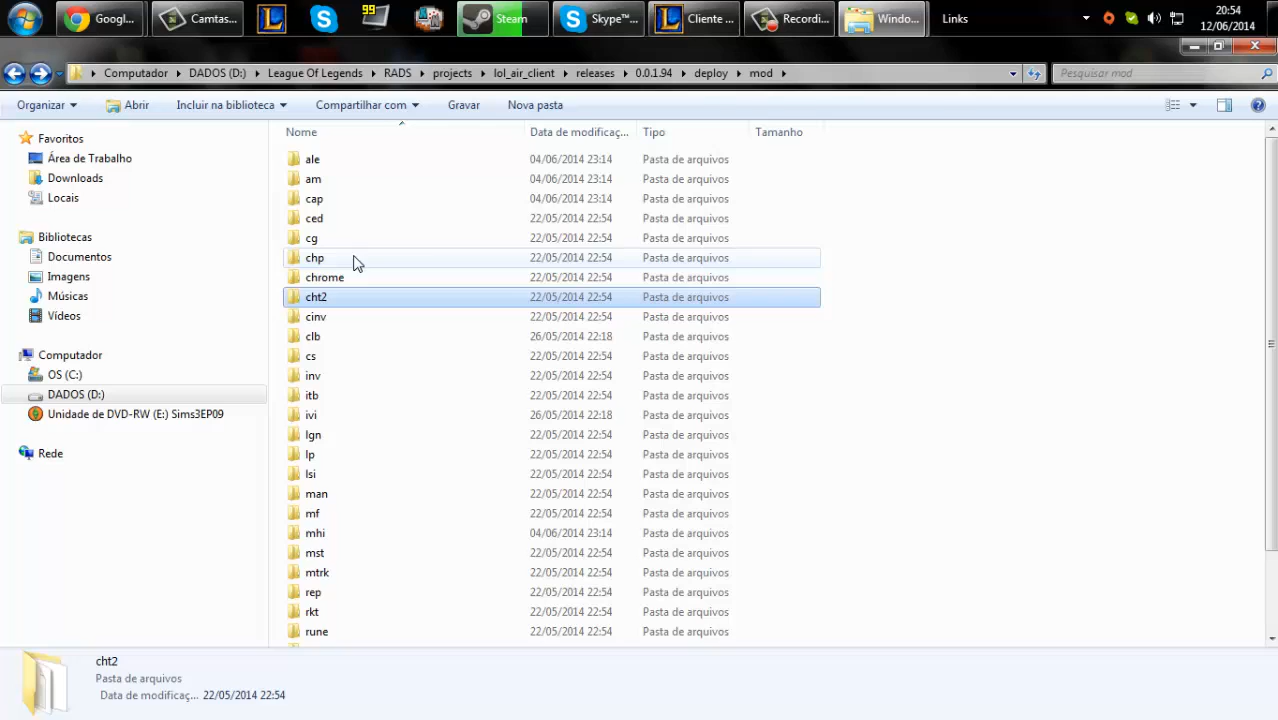 Googl...
Camtas...
99
Steam
Skype™...
Cliente ...
Recordi...
Windo...
Links
20:54
12/06/2014
Computador
DADOS (D:)
League Of Legends
RADS
projects
lol_air_client
releases
0.0.1.94
deploy
mod
Pesquisar mod
Organizar
Abrir
Incluir na biblioteca
Compartilhar com
Gravar
Nova pasta
Favoritos
Área de Trabalho
Downloads
Locais
Bibliotecas
Documentos
Imagens
Músicas
Vídeos
Computador
OS (C:)
DADOS (D:)
Unidade de DVD-RW (E:) Sims3EP09
Rede
Nome Data de modificaç... Tipo Tamanho
ale 04/06/2014 23:14 Pasta de arquivos
am 04/06/2014 23:14 Pasta de arquivos
cap 04/06/2014 23:14 Pasta de arquivos
ced 22/05/2014 22:54 Pasta de arquivos
cg 22/05/2014 22:54 Pasta de arquivos
chp 22/05/2014 22:54 Pasta de arquivos
chrome 22/05/2014 22:54 Pasta de arquivos
cht2 22/05/2014 22:54 Pasta de arquivos
cinv 22/05/2014 22:54 Pasta de arquivos
clb 26/05/2014 22:18 Pasta de arquivos
cs 22/05/2014 22:54 Pasta de arquivos
inv 22/05/2014 22:54 Pasta de arquivos
itb 22/05/2014 22:54 Pasta de arquivos
ivi 26/05/2014 22:18 Pasta de arquivos
lgn 22/05/2014 22:54 Pasta de arquivos
lp 22/05/2014 22:54 Pasta de arquivos
lsi 22/05/2014 22:54 Pasta de arquivos
man 22/05/2014 22:54 Pasta de arquivos
mf 22/05/2014 22:54 Pasta de arquivos
mhi 04/06/2014 23:14 Pasta de arquivos
mst 22/05/2014 22:54 Pasta de arquivos
mtrk 22/05/2014 22:54 Pasta de arquivos
rep 22/05/2014 22:54 Pasta de arquivos
rkt 22/05/2014 22:54 Pasta de arquivos
rune 22/05/2014 22:54 Pasta de arquivos
cht2
Pasta de arquivos
Data de modificaç... 22/05/2014 22:54